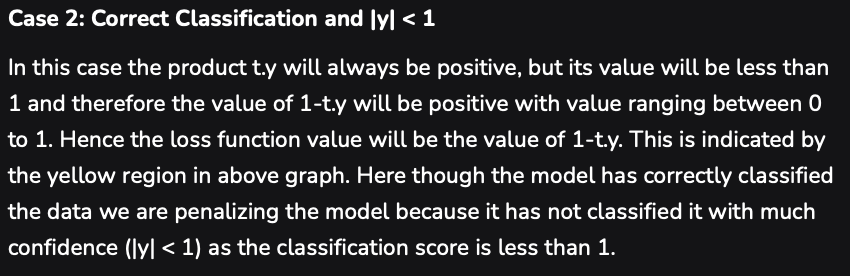 Case 2: Correct Classification and |y| < 1
In this case the product t.y will always be positive, but its value will be less than
1 and therefore the value of 1-t.y will be positive with value ranging between 0
to 1. Hence the loss function value will be the value of 1-t.y. This is indicated by
the yellow region in above graph. Here though the model has correctly classified
the data we are penalizing the model because it has not classified it with much
confidence (|y| < 1) as the classification score is less than 1.